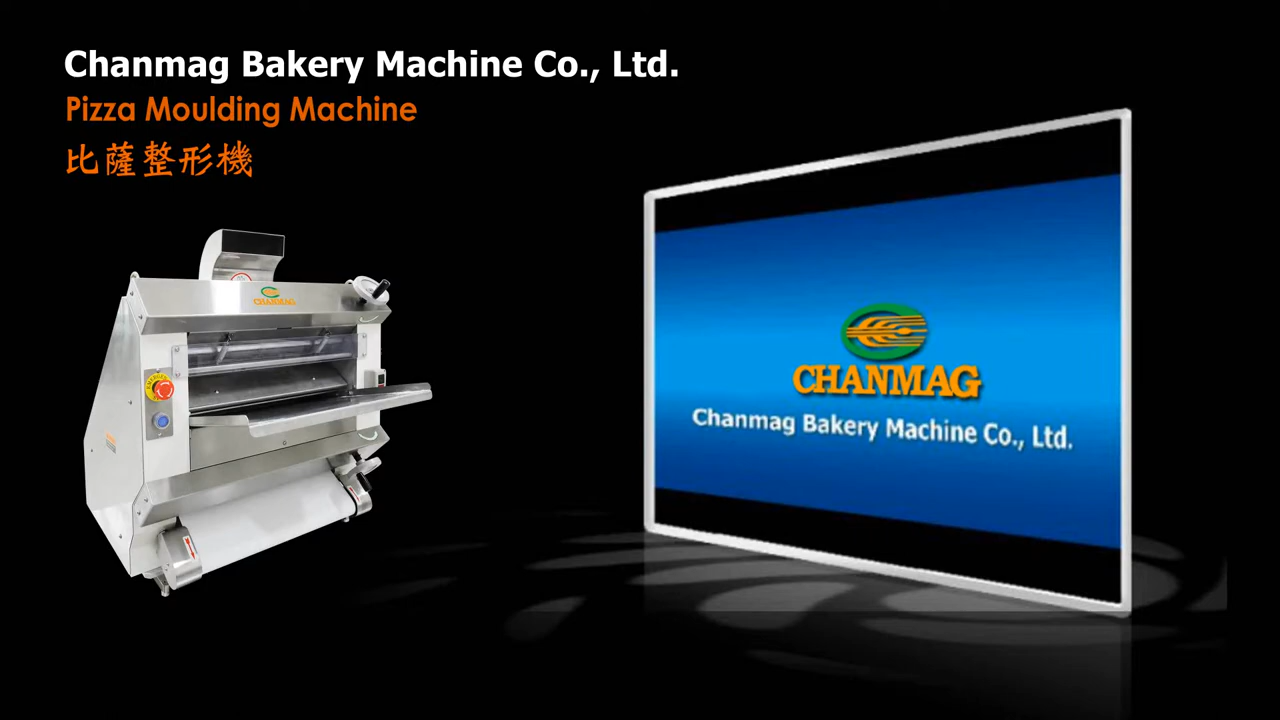 Chanmag Bakery Machine Co., Ltd.
Pizza Moulding Machine
比薩整形機
CHANMAG
CHANMAG
Chanmag Bakery Machine Co., Ltd.